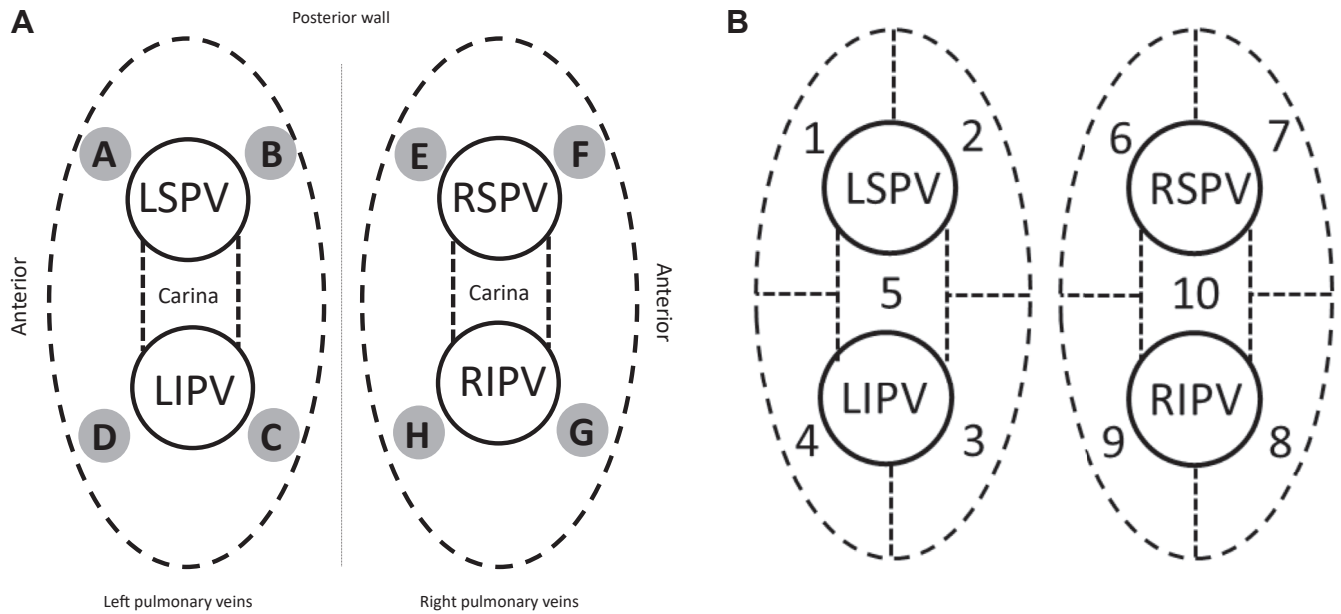 A
Posterior wall
A
B
E
F
LSPV
RSPV
Anterior
Carina
Carina
Anterior
LIPV
RIPV
D
C
H
G
Left pulmonary veins
Right pulmonary veins
B
1
2
6
7
LSPV
RSPV
5
10
LIPV
RIPV
4
3
9
8